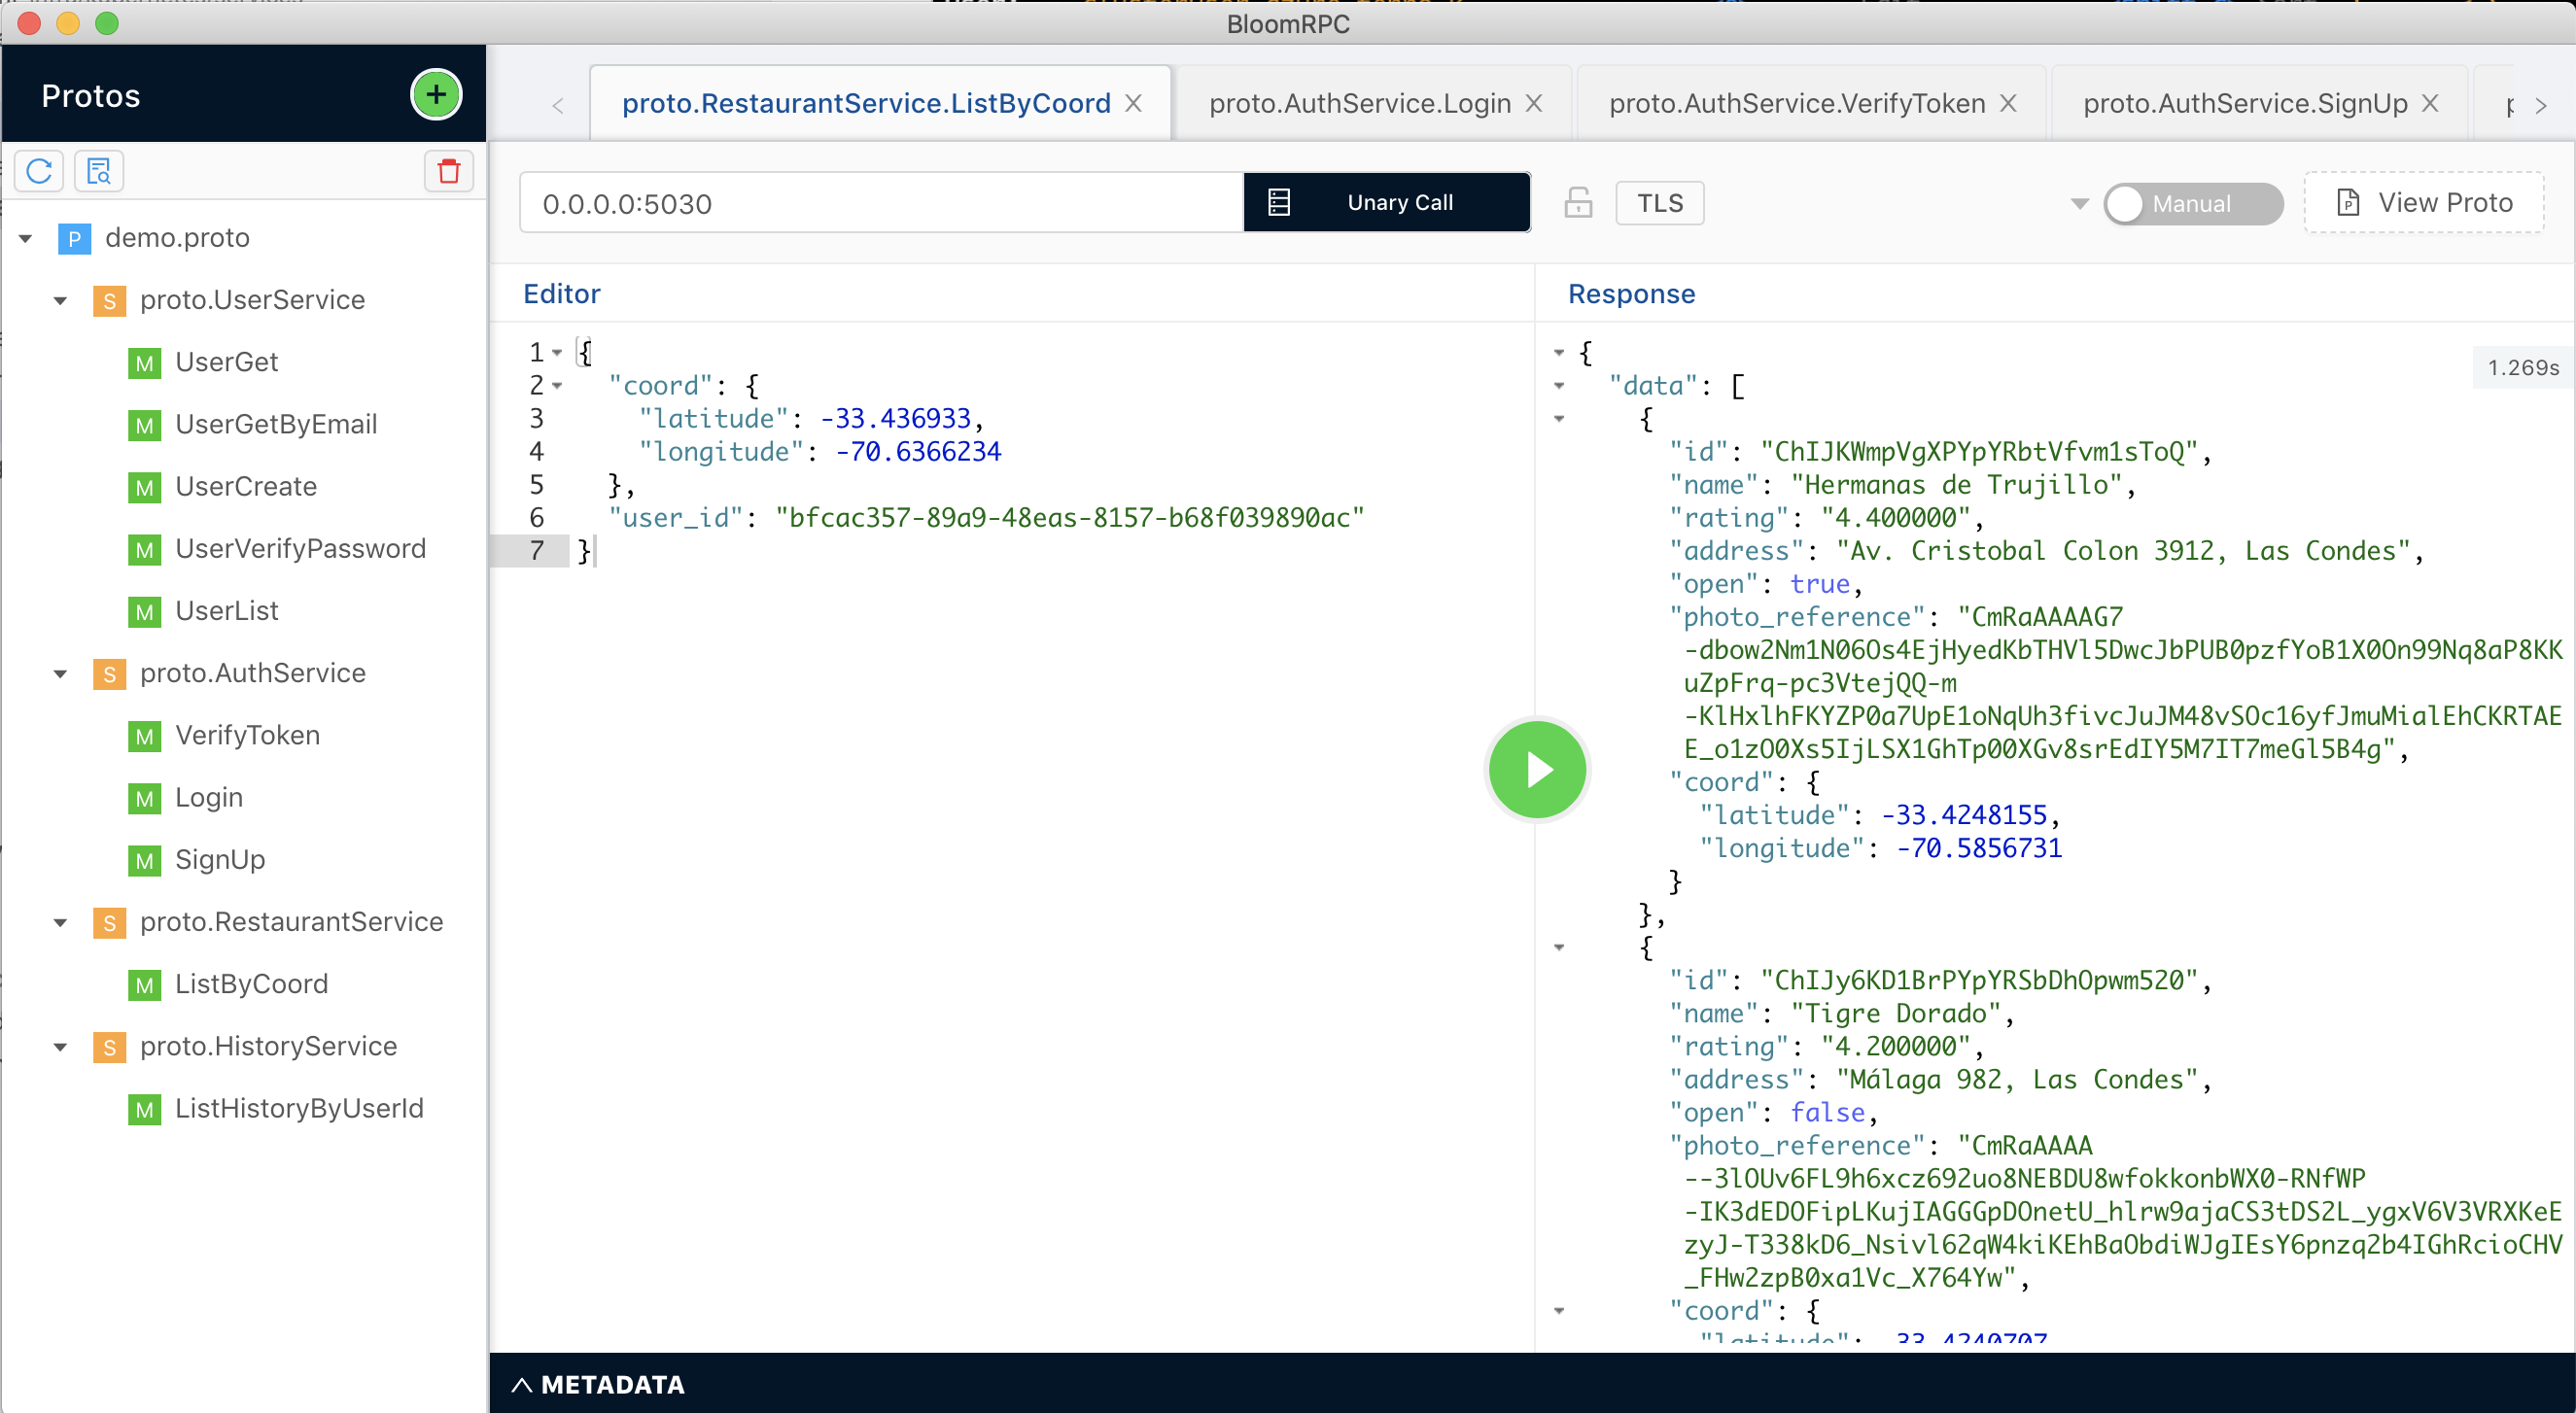 BloomRPC
Protos
proto.RestaurantService.ListByCoord
proto.AuthService.Login
proto.AuthService.VerifyToken
proto.AuthService.SignUp
0.0.0.0:5030
Unary Call
TLS
Manual
View Proto
P demo.proto
S proto.UserService
M UserGet
M UserGetByEmail
M UserCreate
M UserVerifyPassword
M UserList
S proto.AuthService
M VerifyToken
M Login
M SignUp
S proto.RestaurantService
M ListByCoord
S proto.HistoryService
M ListHistoryByUserId
Editor
1 {
2 "coord": {
3 "latitude": -33.436933,
4 "longitude": -70.6366234
5 },
6 "user_id": "bfcac357-89a9-48eas-8157-b68f039890ac"
7 }
Response
1.269s
{
"data": [
{
"id": "ChIJKWmpVgXPYpYRbtVfvm1sToQ",
"name": "Hermanas de Trujillo",
"rating": "4.400000",
"address": "Av. Cristobal Colon 3912, Las Condes",
"open": true,
"photo_reference": "CmRaAAAAG7
-dbow2Nm1N06Os4EjHyedKbTHVl5DwcJbPUB0pzfYoB1X0On99Nq8aP8KK
uZpFrq-pc3VtejQQ-m
-KlHxlhFKYZP0a7UpE1oNqUh3fivcJuJM48vSOc16yfJmuMialEhCKRTAE
E_o1zO0Xs5IjLSX1GhTp00XGv8srEdIY5M7IT7meGl5B4g",
"coord": {
"latitude": -33.4248155,
"longitude": -70.5856731
}
},
{
"id": "ChIJy6KD1BrPYpYRSbDhOpwm520",
"name": "Tigre Dorado",
"rating": "4.200000",
"address": "Málaga 982, Las Condes",
"open": false,
"photo_reference": "CmRaAAAA
--3lOUv6FL9h6xcz692uo8NEBDU8wfokkonbWX0-RNfWP
-IK3dEDOFipLKujIAGGGpDOnetU_hlrw9ajaCS3tDS2L_ygxV6V3VRXKeE
zyJ-T338kD6_Nsivl62qW4kiKEhBaObdiWJgIEsY6pnzq2b4IGhRcioCHV
_FHw2zpB0xa1Vc_X764Yw",
"coord": {
"latitude": -33.4240707
METADATA